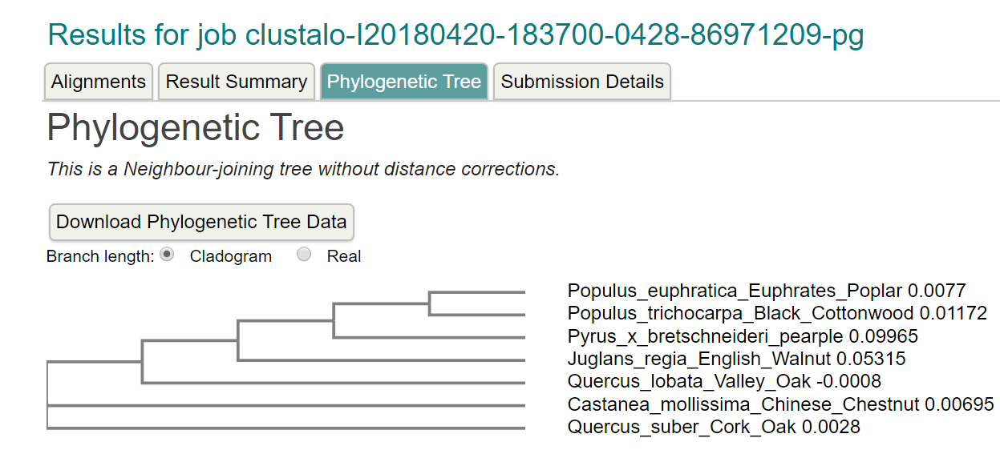 Results for job clustalo-I20180420-183700-0428-86971209-pg
Alignments Result Summary Phylogenetic Tree Submission Details
Phylogenetic Tree
This is a Neighbour-joining tree without distance corrections.
Download Phylogenetic Tree Data
Branch length: Cladogram Real
Populus_euphratica_Euphrates_Poplar 0.0077
Populus_trichocarpa_Black_Cottonwood 0.01172
Pyrus_x_bretschneideri_pearple 0.09965
Juglans_regia_English_Walnut 0.05315
Quercus_lobata_Valley_Oak -0.0008
Castanea_mollissima_Chinese_Chestnut 0.00695
Quercus_suber_Cork_Oak 0.0028